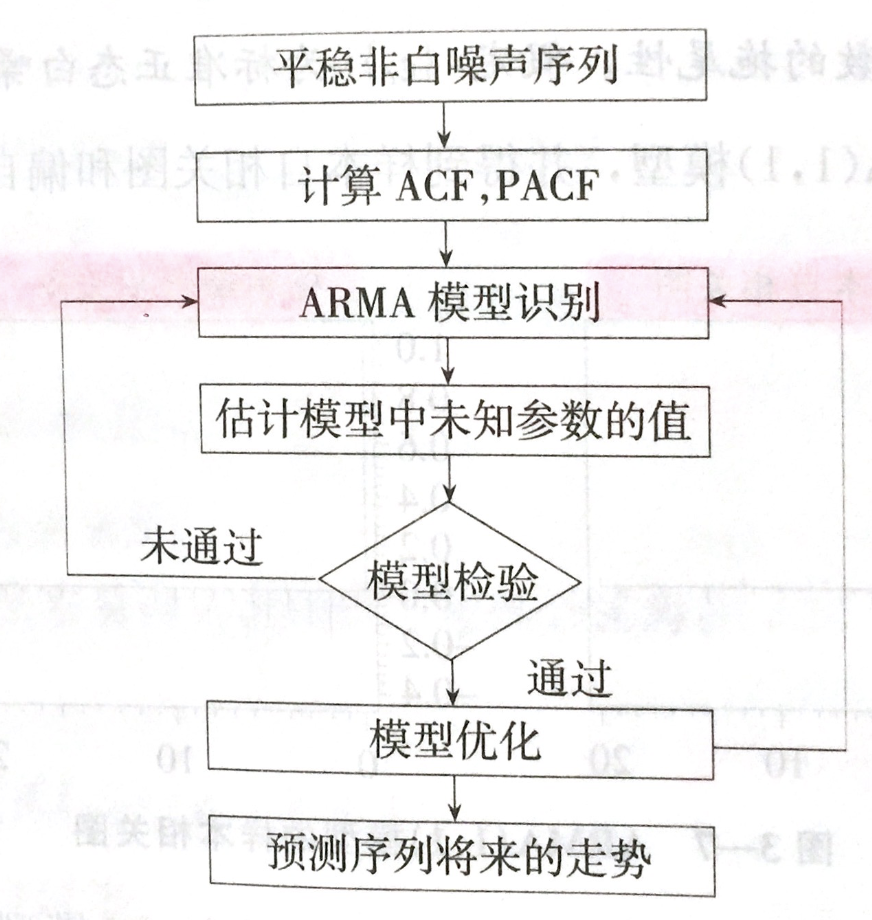 平稳非白噪声序列
计算 ACF,PACF
ARMA 模型识别
估计模型中未知参数的值
未通过
模型检验
通过
模型优化
预测序列将来的走势